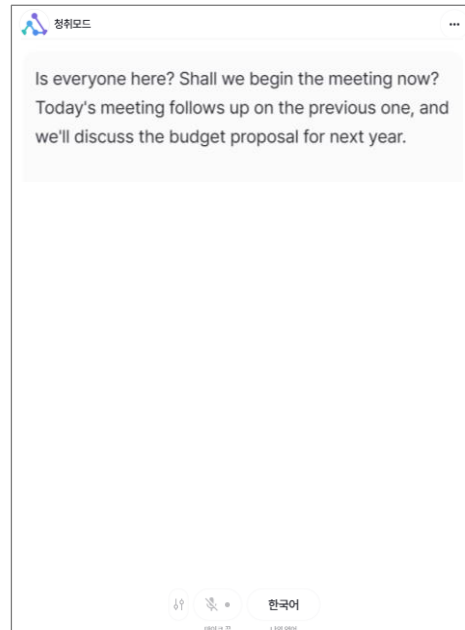 청취모드
Is everyone here? Shall we begin the meeting now?
Today's meeting follows up on the previous one, and
we'll discuss the budget proposal for next year.
한국어